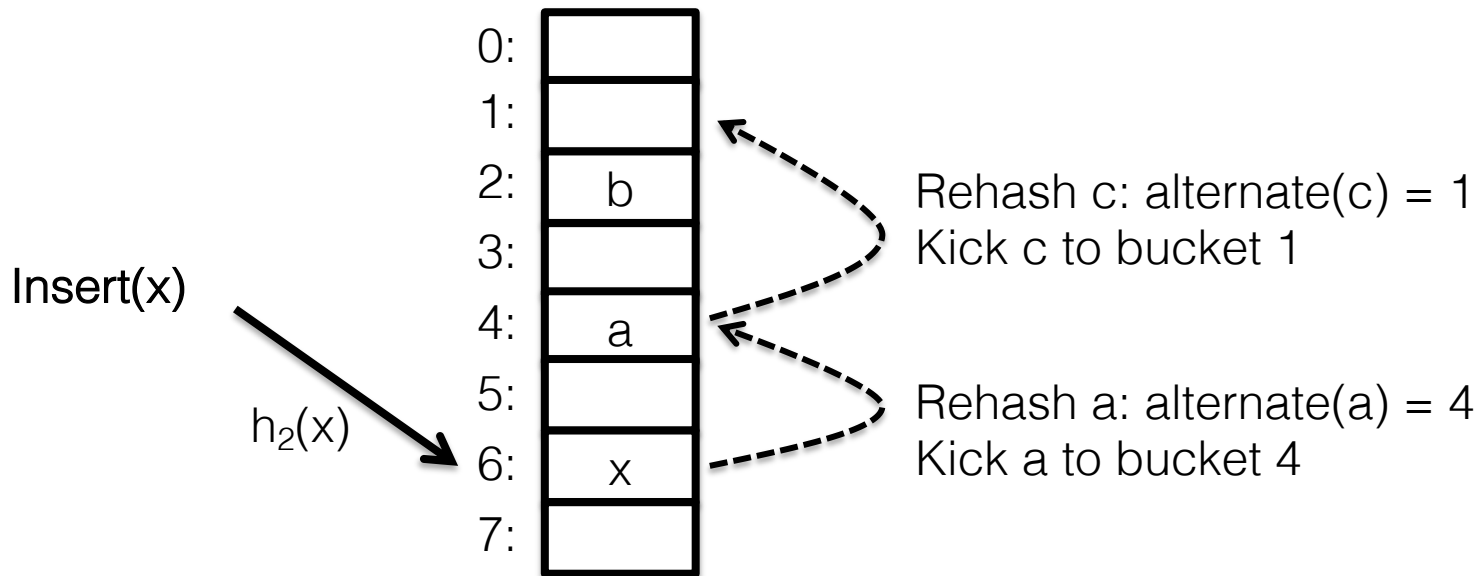 0:
1:
2: b
Rehash c: alternate(c) = 1
Kick c to bucket 1
3:
Insert(x)
4: a
5:
Rehash a: alternate(a) = 4
Kick a to bucket 4
h₂(x)
6: x
7: